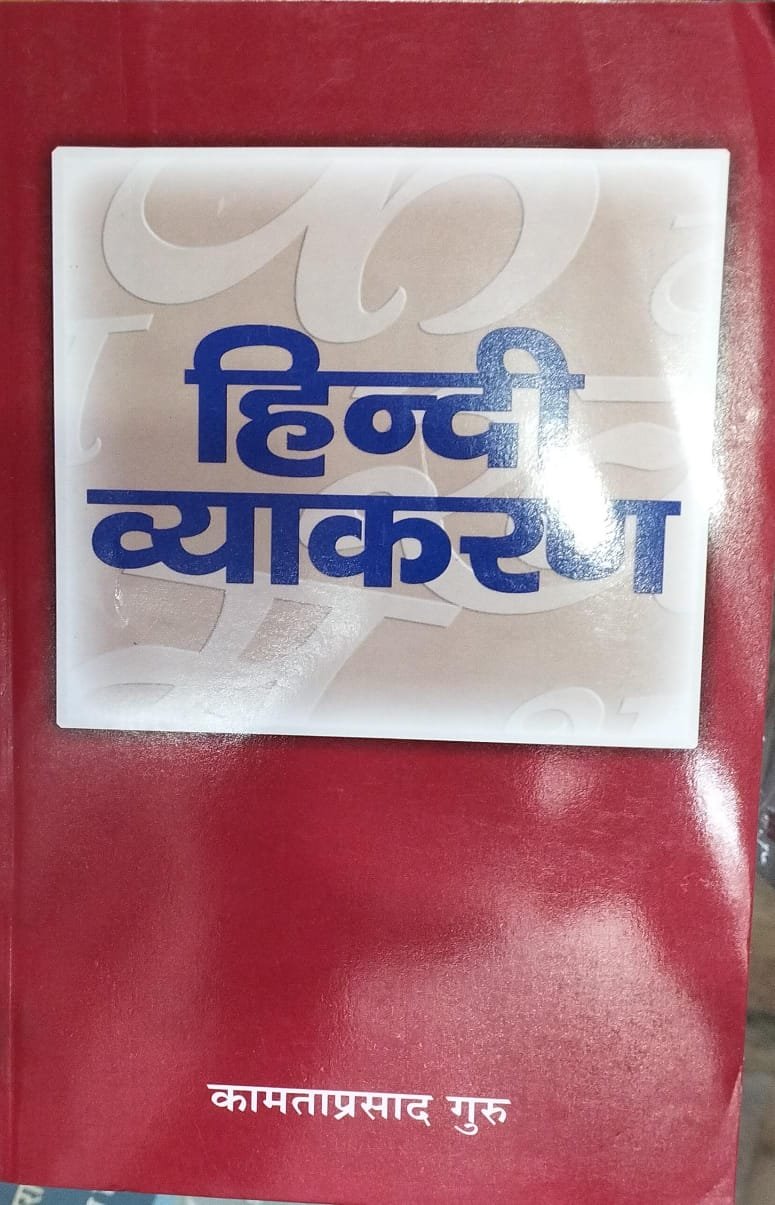 हिन्दी
व्याकरण
कामताप्रसाद गुरु